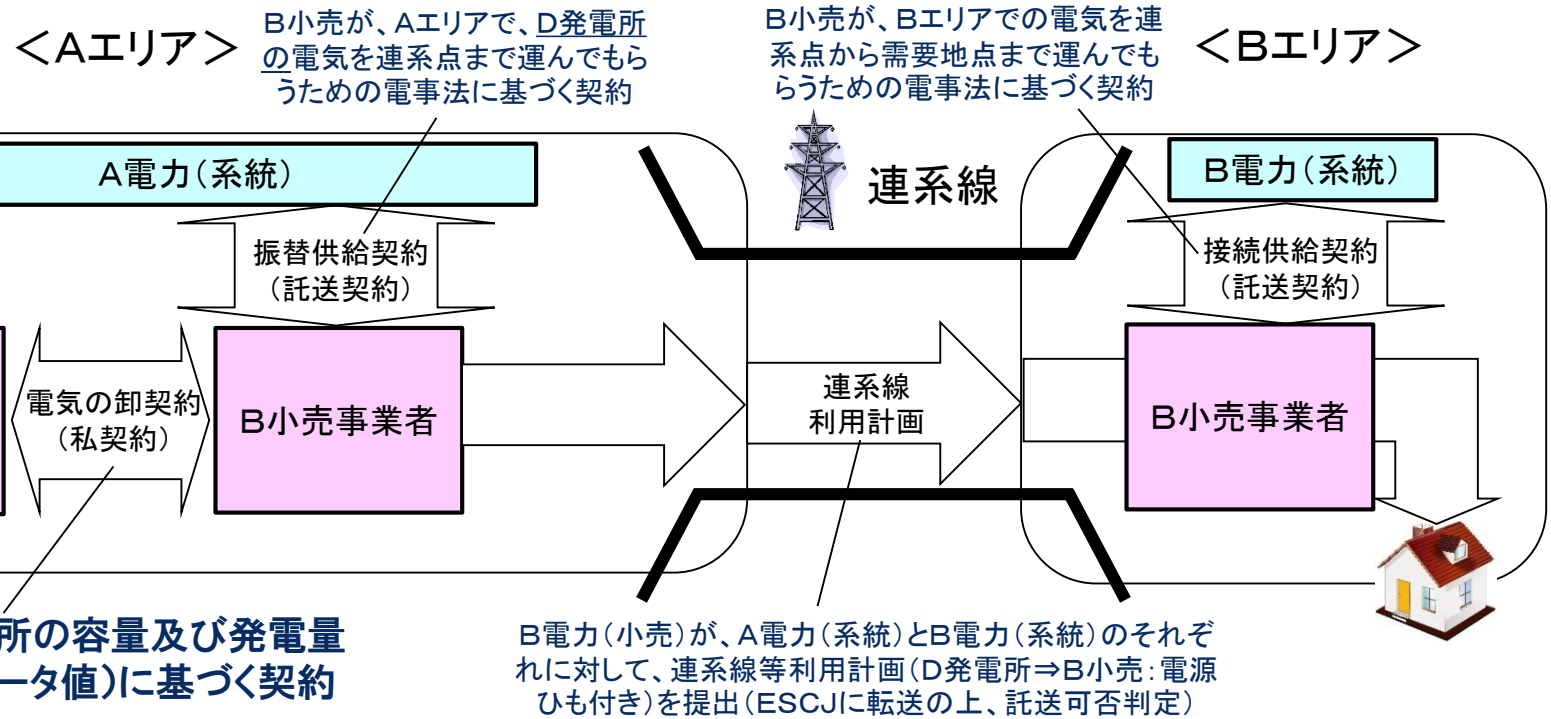 ＜Aエリア＞
B小売が、Aエリアで、D発電所
の電気を連系点まで運んでもら
うための電事法に基づく契約
B小売が、Bエリアでの電気を連
系点から需要地点まで運んでも
らうための電事法に基づく契約
＜Bエリア＞
A電力（系統）
連系線
B電力（系統）
振替供給契約
（託送契約）
接続供給契約
（託送契約）
電気の卸契約
（私契約）
B小売事業者
連系線
利用計画
B小売事業者
所の容量及び発電量
ータ値）に基づく契約
B電力（小売）が、A電力（系統）とB電力（系統）のそれぞ
れに対して、連系線等利用計画（D発電所⇒B小売：電源
ひも付き）を提出（ESCJに転送の上、託送可否判定）